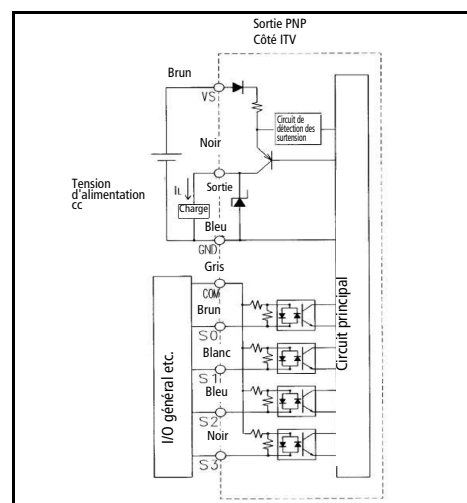 Sortie PNP
Côté ITV
Brun
VS
Circuit de
détection des
surtension
Noir
Sortie
Tension
d'alimentation
cc
IL
Charge
Bleu
GND
Gris
COM
Brun
S0
Blanc
S1
Bleu
S2
Noir
S3
I/O général etc.
Circuit principal